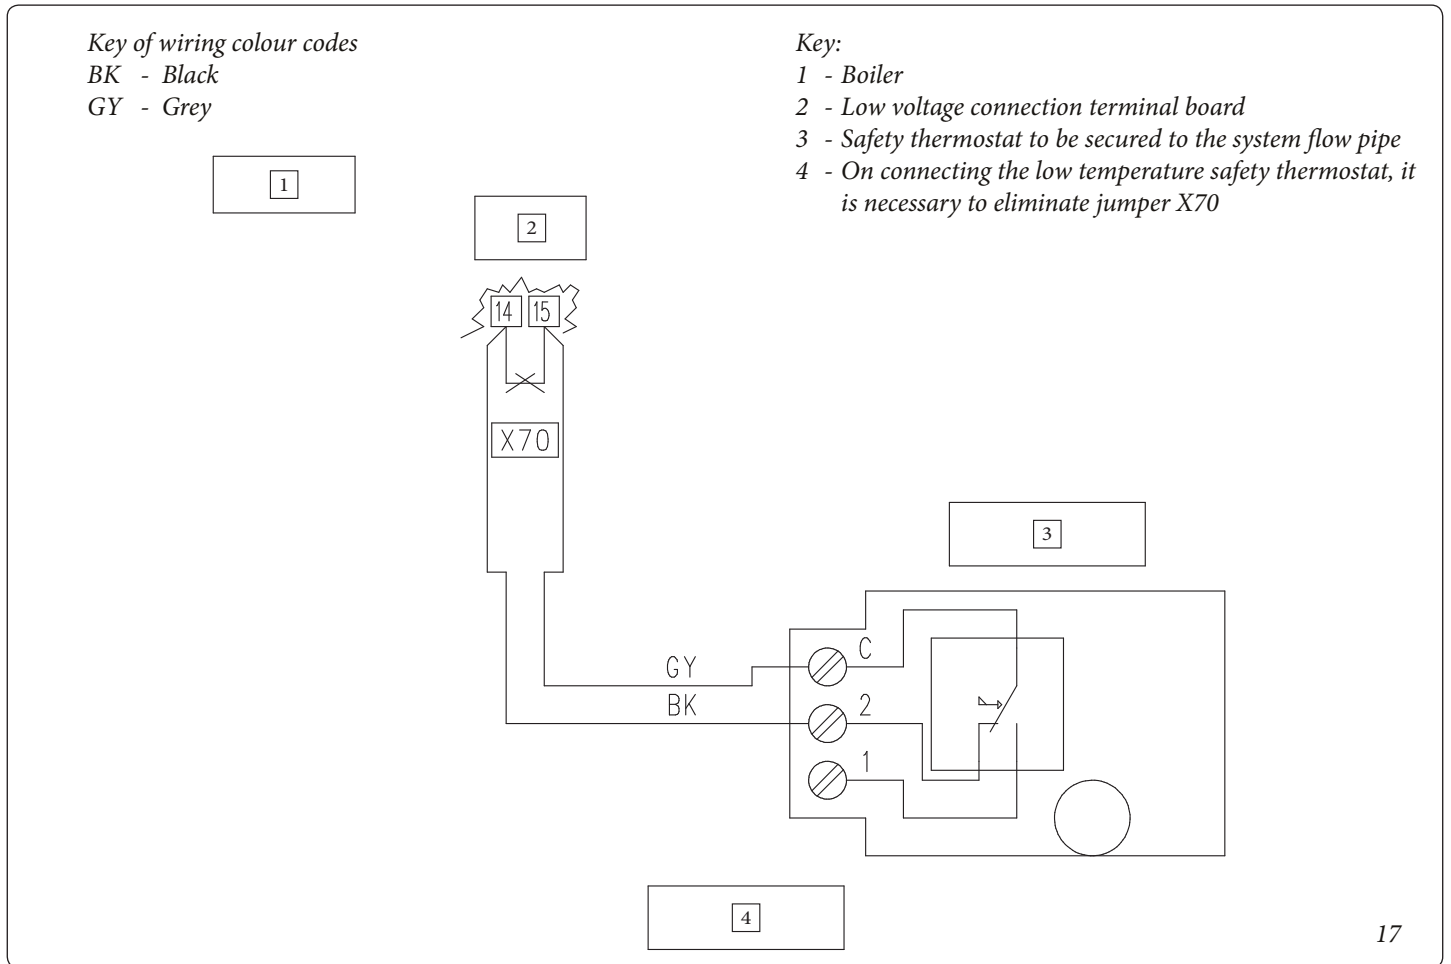 Key of wiring colour codes
BK - Black
GY - Grey
Key:
1 - Boiler
2 - Low voltage connection terminal board
3 - Safety thermostat to be secured to the system flow pipe
4 - On connecting the low temperature safety thermostat, it
is necessary to eliminate jumper X70
1
2
14 15
X70
3
C
GY
BK
2
1
4
17